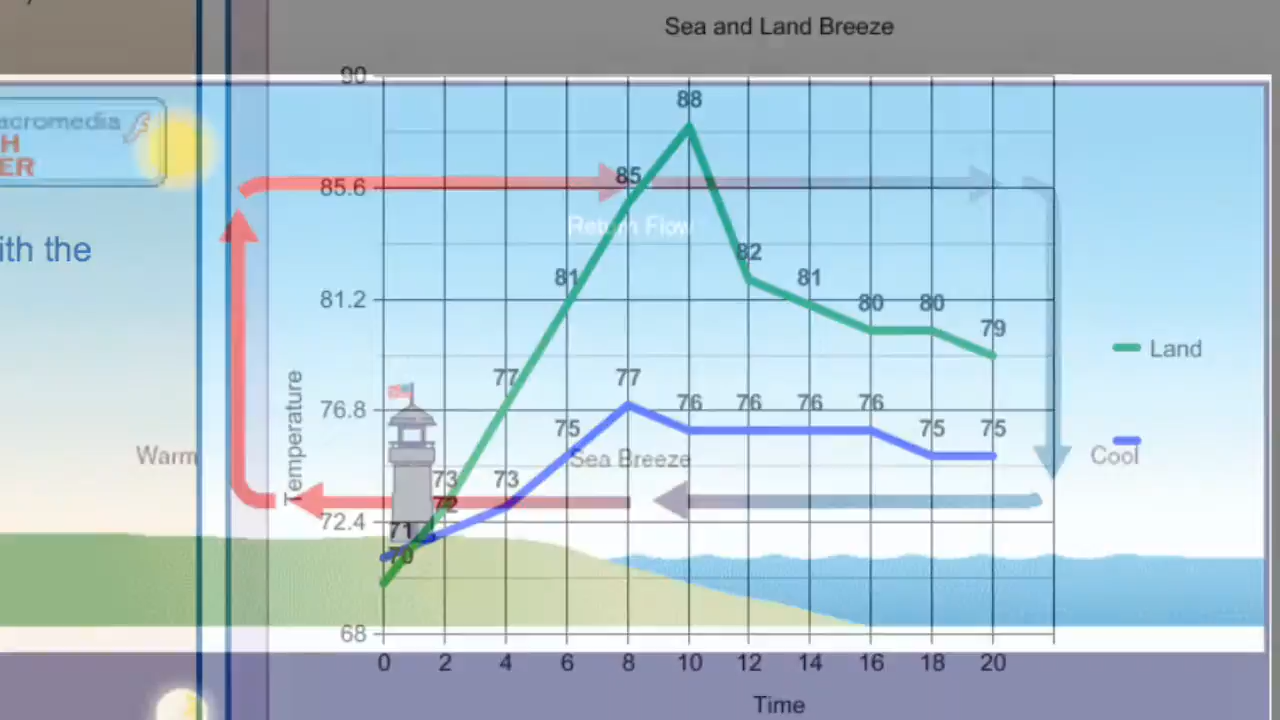 Sea and Land Breeze
90
acromedia
H
ER
88
85
85.6
Return Flow
ith the
82
81
81
81.2
80
80
79
Land
77
77
76.8
76
76
76
76
75
75
75
Temperature
Warm
Sea Breeze
Cool
73
73
72
72.4
71
70
68
0 2 4 6 8 10 12 14 16 18 20
Time